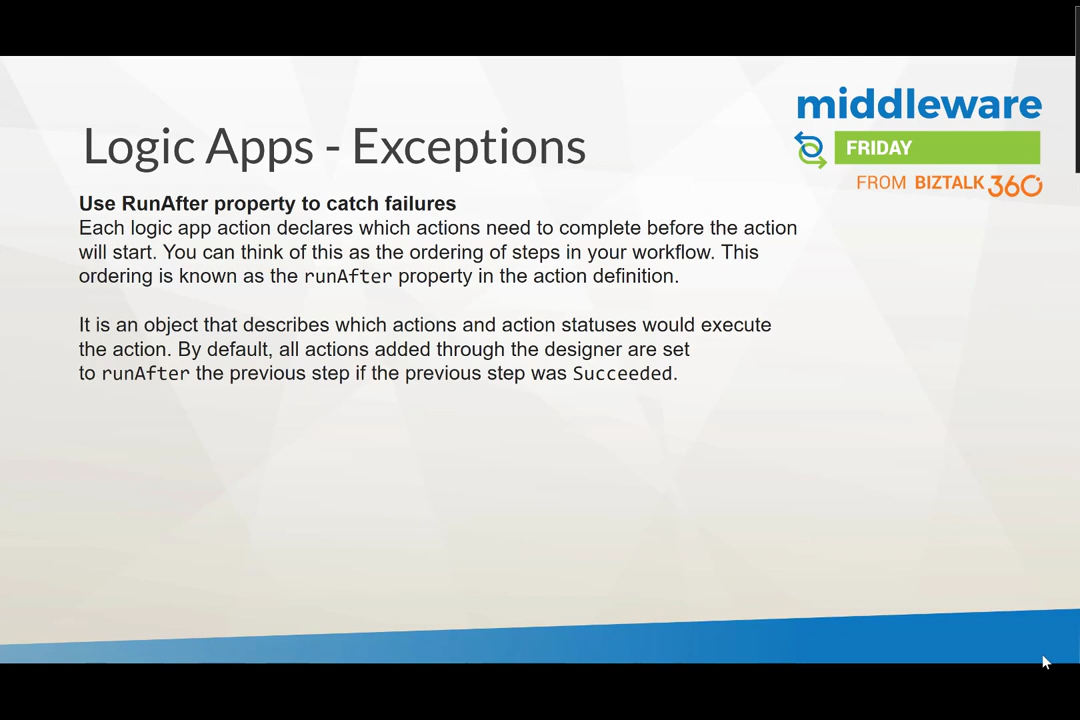 middleware
FRIDAY
FROM BIZTALK 360
Logic Apps - Exceptions
Use RunAfter property to catch failures
Each logic app action declares which actions need to complete before the action
will start. You can think of this as the ordering of steps in your workflow. This
ordering is known as the runAfter property in the action definition.
It is an object that describes which actions and action statuses would execute
the action. By default, all actions added through the designer are set
to runAfter the previous step if the previous step was Succeeded.